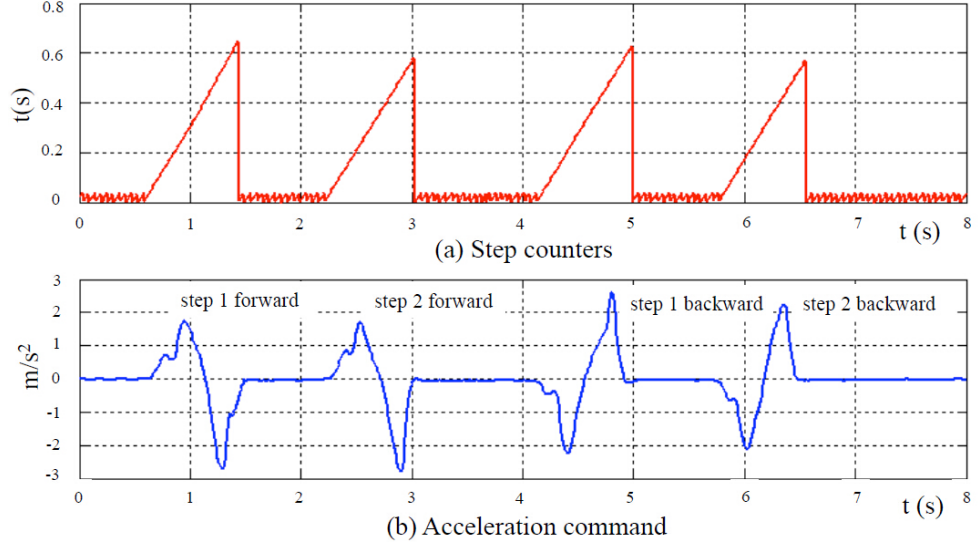 0.8
0.6
0.4
0.2
0
t(s)
0 1 2 3 4 5 6 7 8
t (s)
(a) Step counters
3
2
1
0
-1
-2
-3
m/s²
step 1 forward step 2 forward step 1 backward step 2 backward
0 1 2 3 4 5 6 7 8
t (s)
(b) Acceleration command